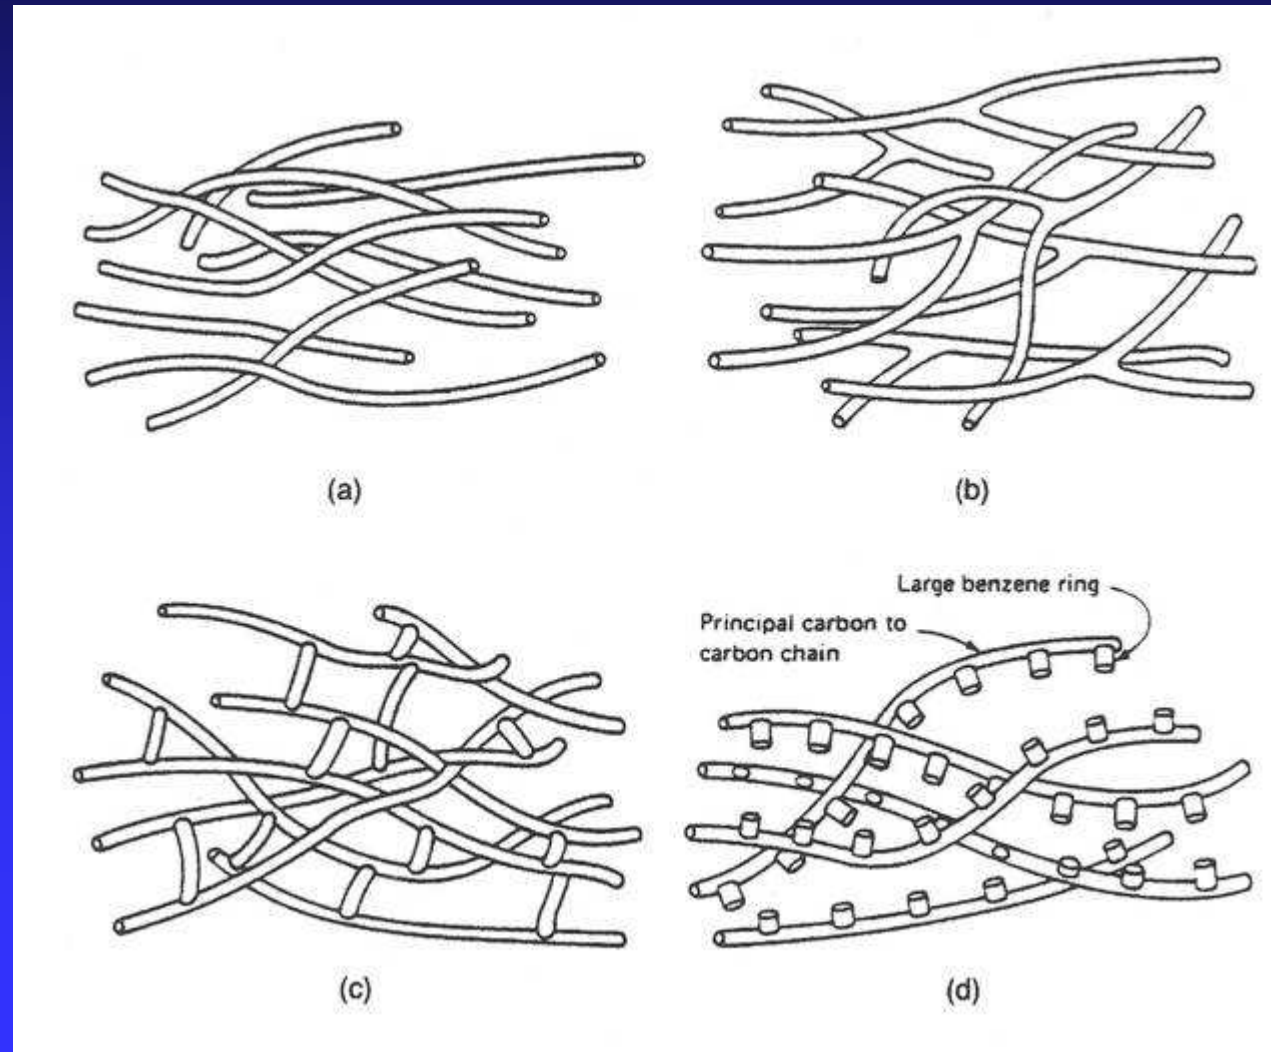 (a)
(b)
Large benzene ring
Principal carbon to
carbon chain
(c)
(d)